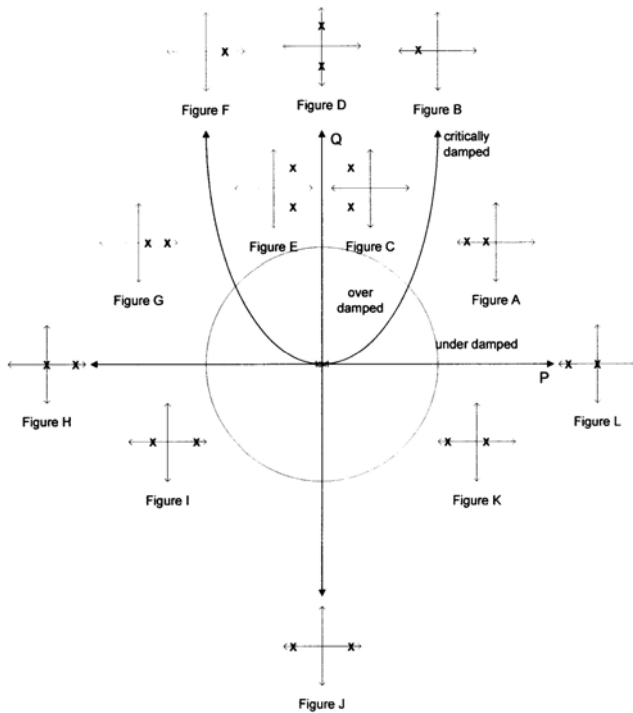 Figure F
Figure D
Figure B
Q
critically
damped
Figure E
Figure C
Figure G
over
damped
Figure A
under damped
P
Figure H
Figure L
Figure I
Figure K
Figure J